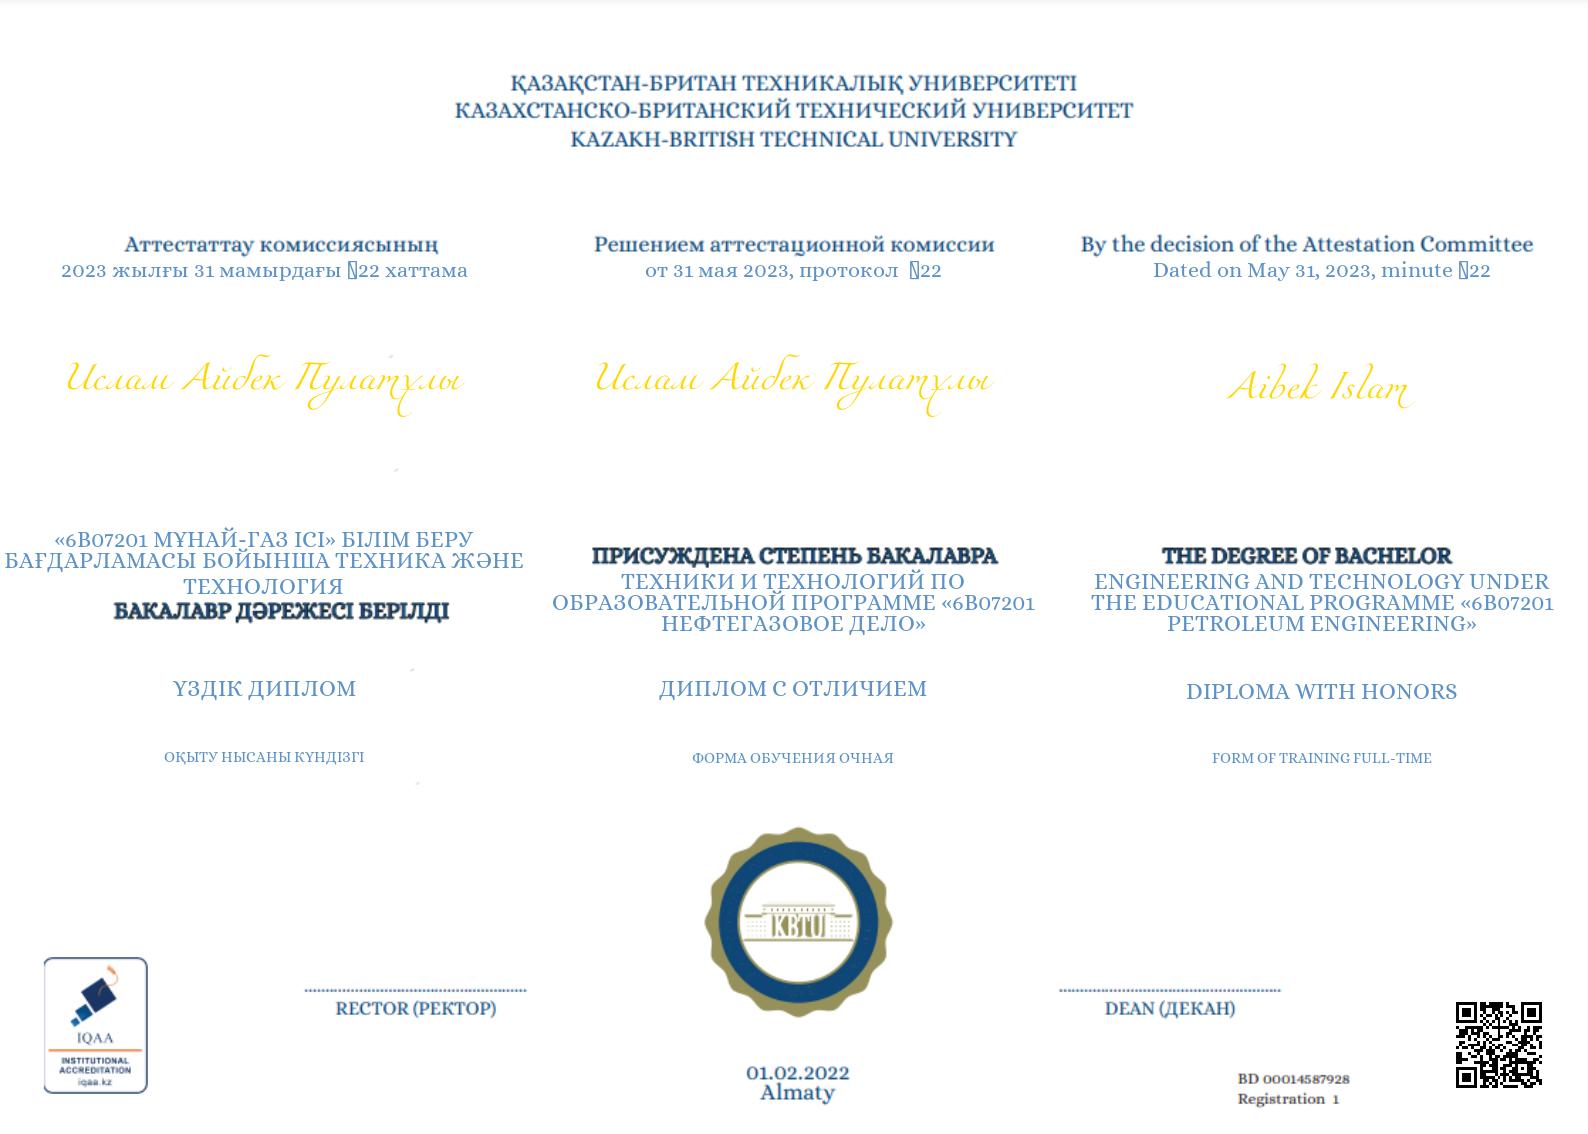 ҚАЗАҚСТАН-БРИТАН ТЕХНИКАЛЫҚ УНИВЕРСИТЕТІ
КАЗАХСТАНСКО-БРИТАНСКИЙ ТЕХНИЧЕСКИЙ УНИВЕРСИТЕТ
KAZAKH-BRITISH TECHNICAL UNIVERSITY
Аттестаттау комиссиясының
2023 жылғы 31 мамырдағы 22 хаттама
Ислам Айбек Пулатұлы
«6B07201 МҰНАЙ-ГАЗ ІСІ» БІЛІМ БЕРУ
БАҒДАРЛАМАСЫ БОЙЫНША ТЕХНИКА ЖӘНЕ
ТЕХНОЛОГИЯ
БАКАЛАВР ДӘРЕЖЕСІ БЕРІЛДІ
ҮЗДІК ДИПЛОМ
ОҚЫТУ НЫСАНЫ КҮНДІЗГІ
Решением аттестационной комиссии
от 31 мая 2023, протокол 22
Ислам Айбек Пулатұлы
ПРИСУЖДЕНА СТЕПЕНЬ БАКАЛАВРА
ТЕХНИКИ И ТЕХНОЛОГИЙ ПО
ОБРАЗОВАТЕЛЬНОЙ ПРОГРАММЕ «6B07201
НЕФТЕГАЗОВОЕ ДЕЛО»
ДИПЛОМ С ОТЛИЧИЕМ
ФОРМА ОБУЧЕНИЯ ОЧНАЯ
By the decision of the Attestation Committee
Dated on May 31, 2023, minute 22
Aibek Islam
THE DEGREE OF BACHELOR
ENGINEERING AND TECHNOLOGY UNDER
THE EDUCATIONAL PROGRAMME «6B07201
PETROLEUM ENGINEERING»
DIPLOMA WITH HONORS
FORM OF TRAINING FULL-TIME
KBTU
IQAA
INSTITUTIONAL
ACCREDITATION
iqaa.kz
RECTOR (РЕКТОР)
DEAN (ДЕКАН)
01.02.2022
Almaty
BD 00014587928
Registration 1